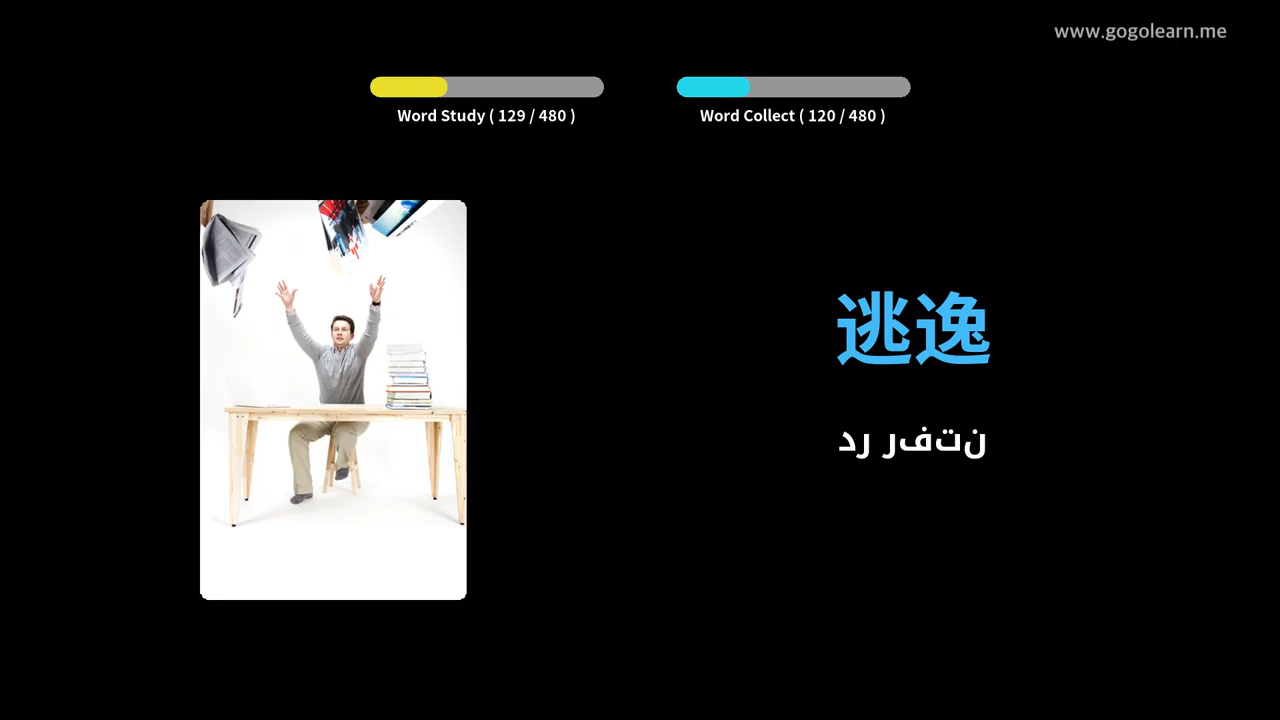 www.gogolearn.me
Word Study ( 129 / 480 )
Word Collect ( 120 / 480 )
逃逸
در رفتن